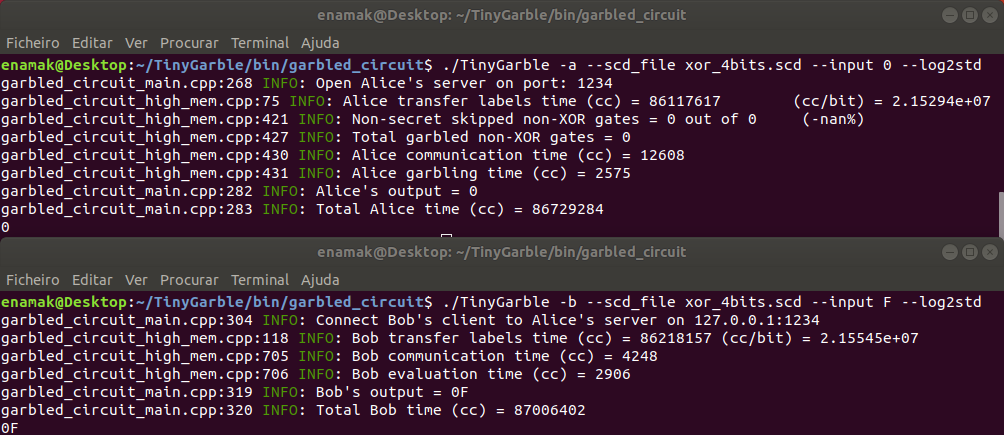 enamak@Desktop: ~/TinyGarble/bin/garbled_circuit
Ficheiro Editar Ver Procurar Terminal Ajuda
enamak@Desktop:~/TinyGarble/bin/garbled_circuit$ ./TinyGarble -a --scd_file xor_4bits.scd --input 0 --log2std
garbled_circuit_main.cpp:268 INFO: Open Alice's server on port: 1234
garbled_circuit_high_mem.cpp:75 INFO: Alice transfer labels time (cc) = 86117617 (cc/bit) = 2.15294e+07
garbled_circuit_high_mem.cpp:421 INFO: Non-secret skipped non-XOR gates = 0 out of 0 (-nan%)
garbled_circuit_high_mem.cpp:427 INFO: Total garbled non-XOR gates = 0
garbled_circuit_high_mem.cpp:430 INFO: Alice communication time (cc) = 12608
garbled_circuit_high_mem.cpp:431 INFO: Alice garbling time (cc) = 2575
garbled_circuit_main.cpp:282 INFO: Alice's output = 0
garbled_circuit_main.cpp:283 INFO: Total Alice time (cc) = 86729284
0
enamak@Desktop: ~/TinyGarble/bin/garbled_circuit
Ficheiro Editar Ver Procurar Terminal Ajuda
enamak@Desktop:~/TinyGarble/bin/garbled_circuit$ ./TinyGarble -b --scd_file xor_4bits.scd --input F --log2std
garbled_circuit_main.cpp:304 INFO: Connect Bob's client to Alice's server on 127.0.0.1:1234
garbled_circuit_high_mem.cpp:118 INFO: Bob transfer labels time (cc) = 86218157 (cc/bit) = 2.15545e+07
garbled_circuit_high_mem.cpp:705 INFO: Bob communication time (cc) = 4248
garbled_circuit_high_mem.cpp:706 INFO: Bob evaluation time (cc) = 2906
garbled_circuit_main.cpp:319 INFO: Bob's output = 0F
garbled_circuit_main.cpp:320 INFO: Total Bob time (cc) = 87006402
0F